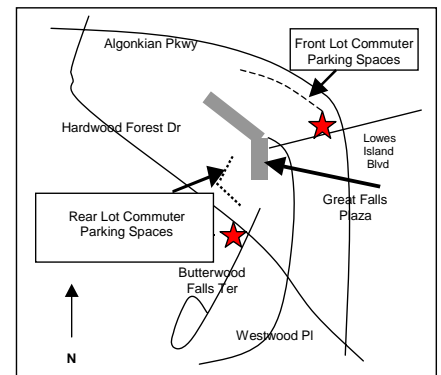 Algonkian Pkwy
Front Lot Commuter
Parking Spaces
Hardwood Forest Dr
Lowes
Island
Blvd
Great Falls
Plaza
Rear Lot Commuter
Parking Spaces
Butterwood
Falls Ter
Westwood Pl
N